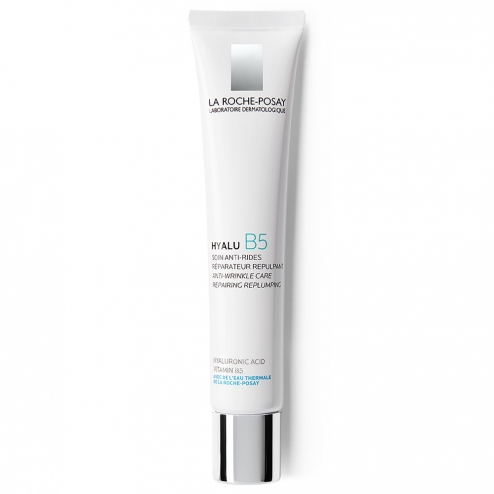 LA ROCHE-POSAY
LABORATOIRE DERMATOLOGIQUE
HYALU B5
SOIN ANTI-RIDES
RÉPARATEUR REPULPANT
ANTI-WRINKLE CARE
REPAIRING REPLUMPING
HYALURONIC ACID
VITAMIN B5
AVEC DE L'EAU THERMALE
DE LA ROCHE-POSAY